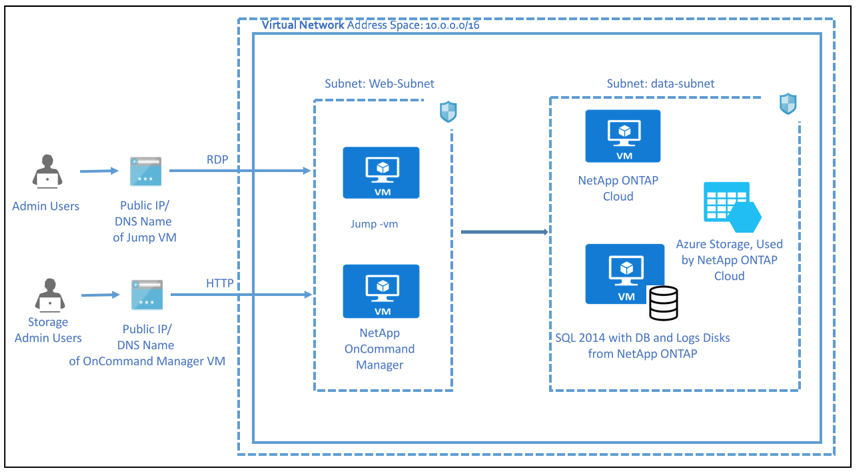 Virtual Network Address Space: 10.0.0.0/16
Subnet: Web-Subnet
Subnet: data-subnet
RDP
VM
Jump -vm
VM
NetApp ONTAP
Cloud
Admin Users
Public IP/
DNS Name
of Jump VM
Azure Storage, Used
by NetApp ONTAP
Cloud
HTTP
VM
NetApp
OnCommand
Manager
VM
SQL 2014 with DB and Logs Disks
from NetApp ONTAP
Storage
Admin Users
Public IP/
DNS Name
of OnCommand Manager VM